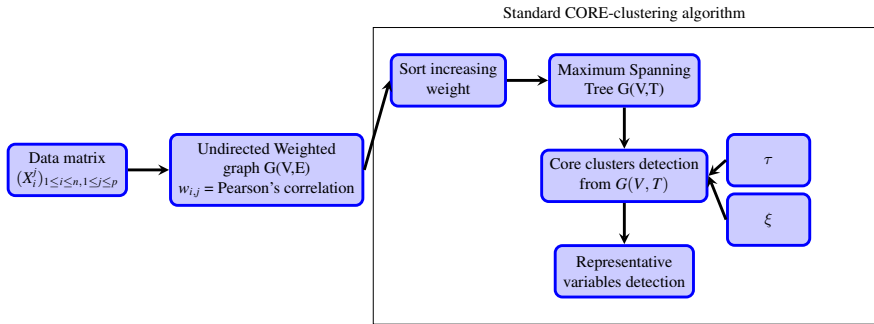 Standard CORE-clustering algorithm
Sort increasing
weight
Maximum Spanning
Tree G(V,T)
Undirected Weighted
graph G(V,E)
w_{i,j} = Pearson's correlation
Data matrix
(X_i^j)_{1≤i≤n,1≤j≤p}
Core clusters detection
from G(V, T)
τ
ξ
Representative
variables detection